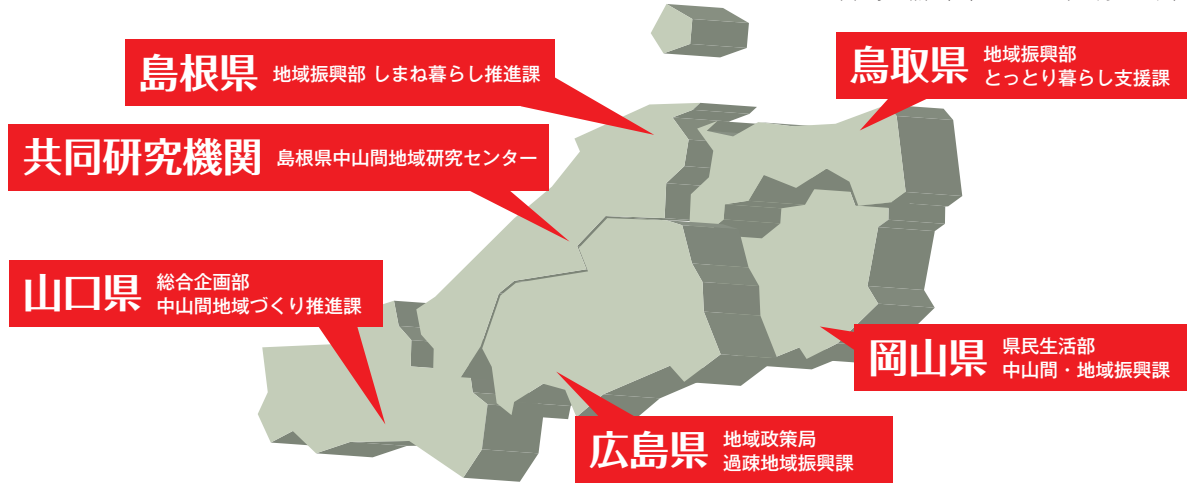 島根県 地域振興部 しまね暮らし推進課
鳥取県 地域振興部
とっとり暮らし支援課
共同研究機関 島根県中山間地域研究センター
山口県 総合企画部
中山間地域づくり推進課
岡山県 県民生活部
中山間・地域振興課
広島県 地域政策局
過疎地域振興課